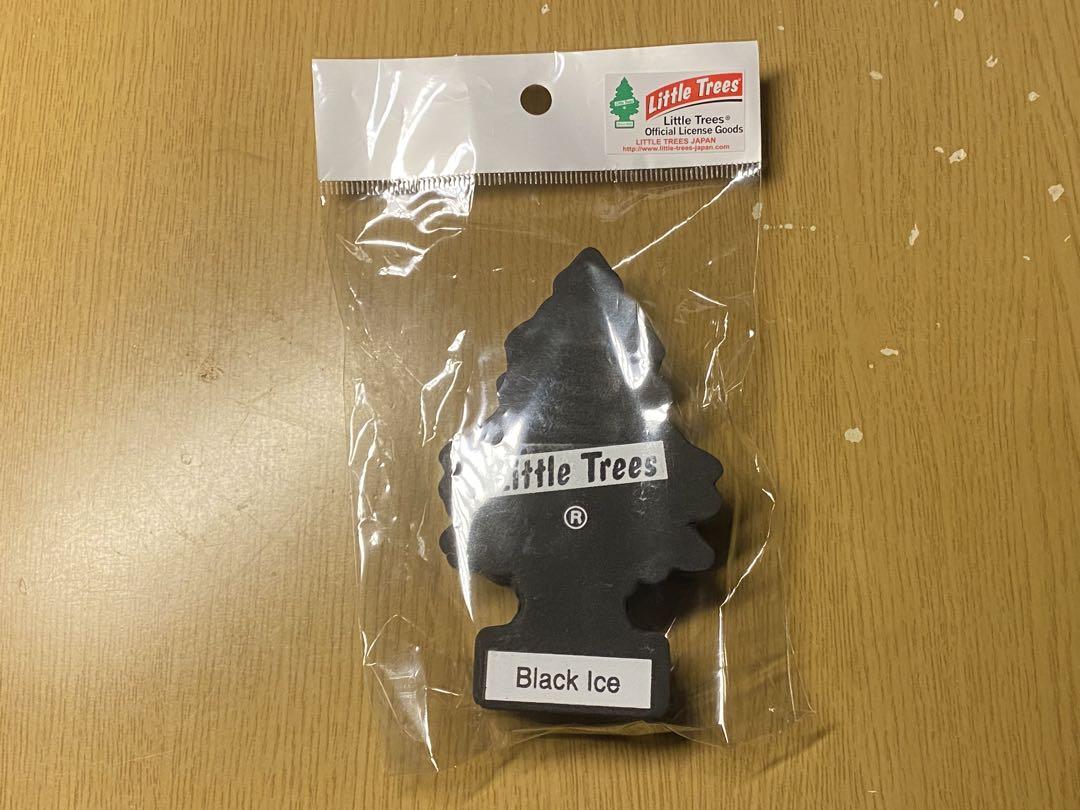 Little Trees
Little Trees®
Official License Goods
LITTLE TREES JAPAN
http://www.little-trees-japan.com
Little Trees
®
Black Ice